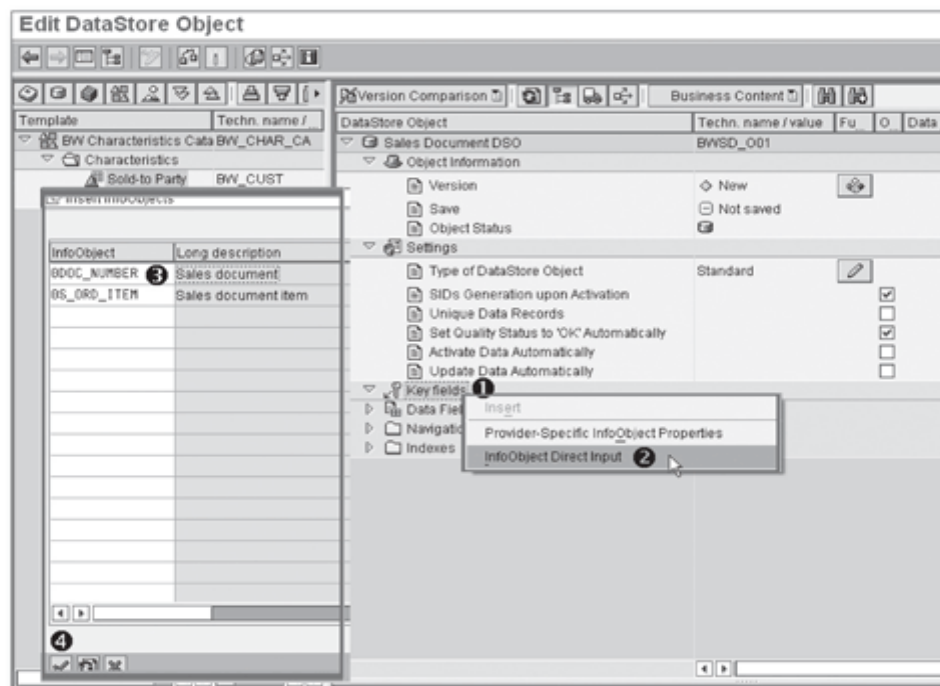 Edit DataStore Object
Version Comparison
Business Content
Template
Techn. name /
DataStore Object
Techn. name / value
Fu
O
Data
BW Characteristics Cata
BW_CHAR_CA
Characteristics
Sold-to Party
BW_CUST
Sales Document DSO
BWSD_O01
Object Information
Version
New
Save
Not saved
Object Status
Settings
Type of DataStore Object
Standard
SIDs Generation upon Activation
Unique Data Records
Set Quality Status to 'OK' Automatically
Activate Data Automatically
Update Data Automatically
Key fields
1
Data Fiel
Navigatio
Indexes
Insert
Provider-Specific InfoObject Properties
InfoObject Direct Input
2
Insert InfoObjects
InfoObject
Long description
0DOC_NUMBER
3
Sales document
0S_ORD_ITEM
Sales document item
4